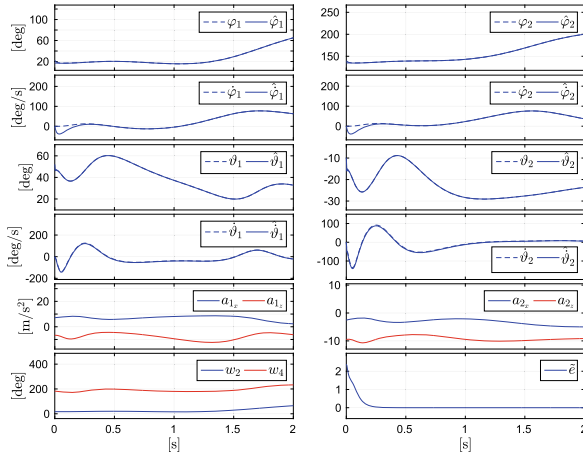 [deg]
100
60
20
φ₁ φ̂₁
200
150
100
φ₂ φ̂₂
[deg/s]
200
100
0
φ̇₁ φ̇̂₁
200
100
0
φ̇₂ φ̇̂₂
[deg]
60
40
20
ϑ₁ ϑ̂₁
-10
-20
-30
ϑ₂ ϑ̂₂
[deg/s]
200
0
-200
ϑ̇₁ ϑ̇̂₁
100
0
-100
ϑ̇₂ ϑ̇̂₂
[m/s²]
20
0
a₁ₓ a₁z
10
0
-10
a₂ₓ a₂z
[deg]
400
200
0
w₂ w₄
2
1
0
ẽ
0 0.5 1 1.5 2
0 0.5 1 1.5 2
[s]
[s]